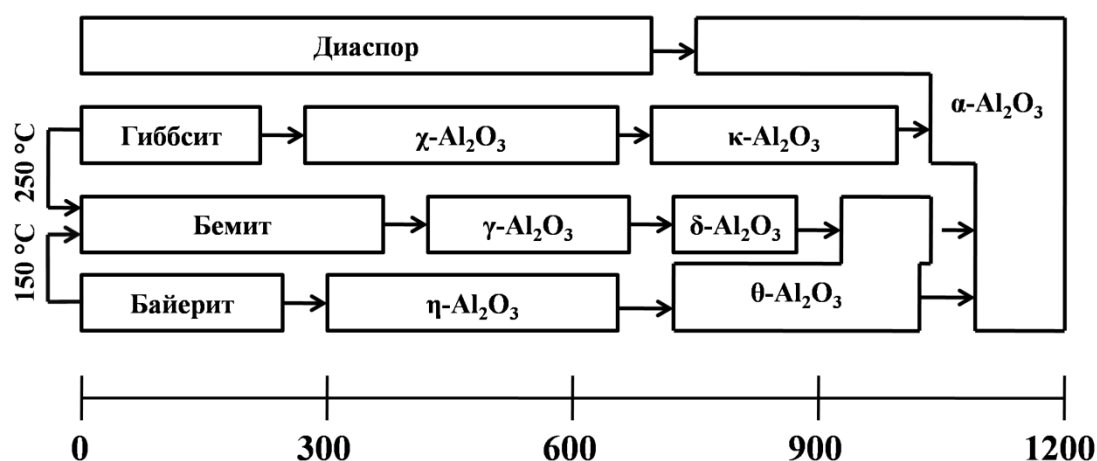 Диаспор
α-Al₂O₃
250 °C
Гиббсит
χ-Al₂O₃
κ-Al₂O₃
Бемит
γ-Al₂O₃
δ-Al₂O₃
150 °C
Байерит
η-Al₂O₃
θ-Al₂O₃
0
300
600
900
1200